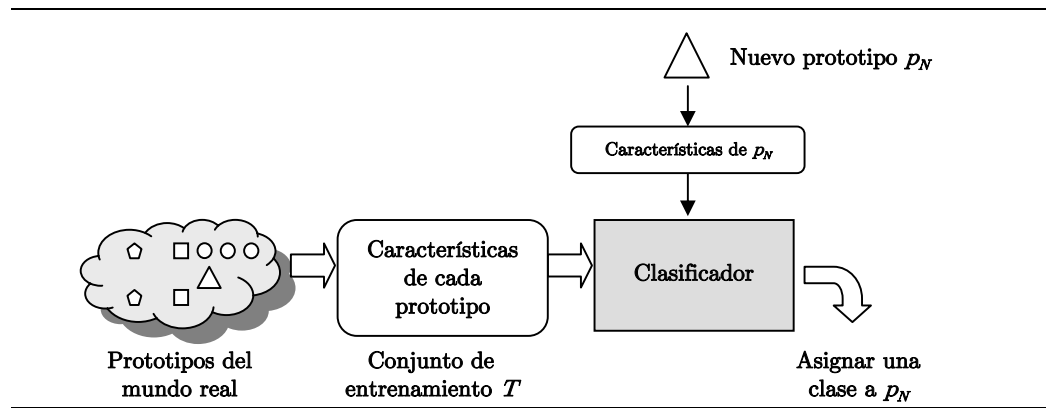 Nuevo prototipo p_N
Características de p_N
Características
de cada
prototipo
Clasificador
Prototipos del
mundo real
Conjunto de
entrenamiento T
Asignar una
clase a p_N